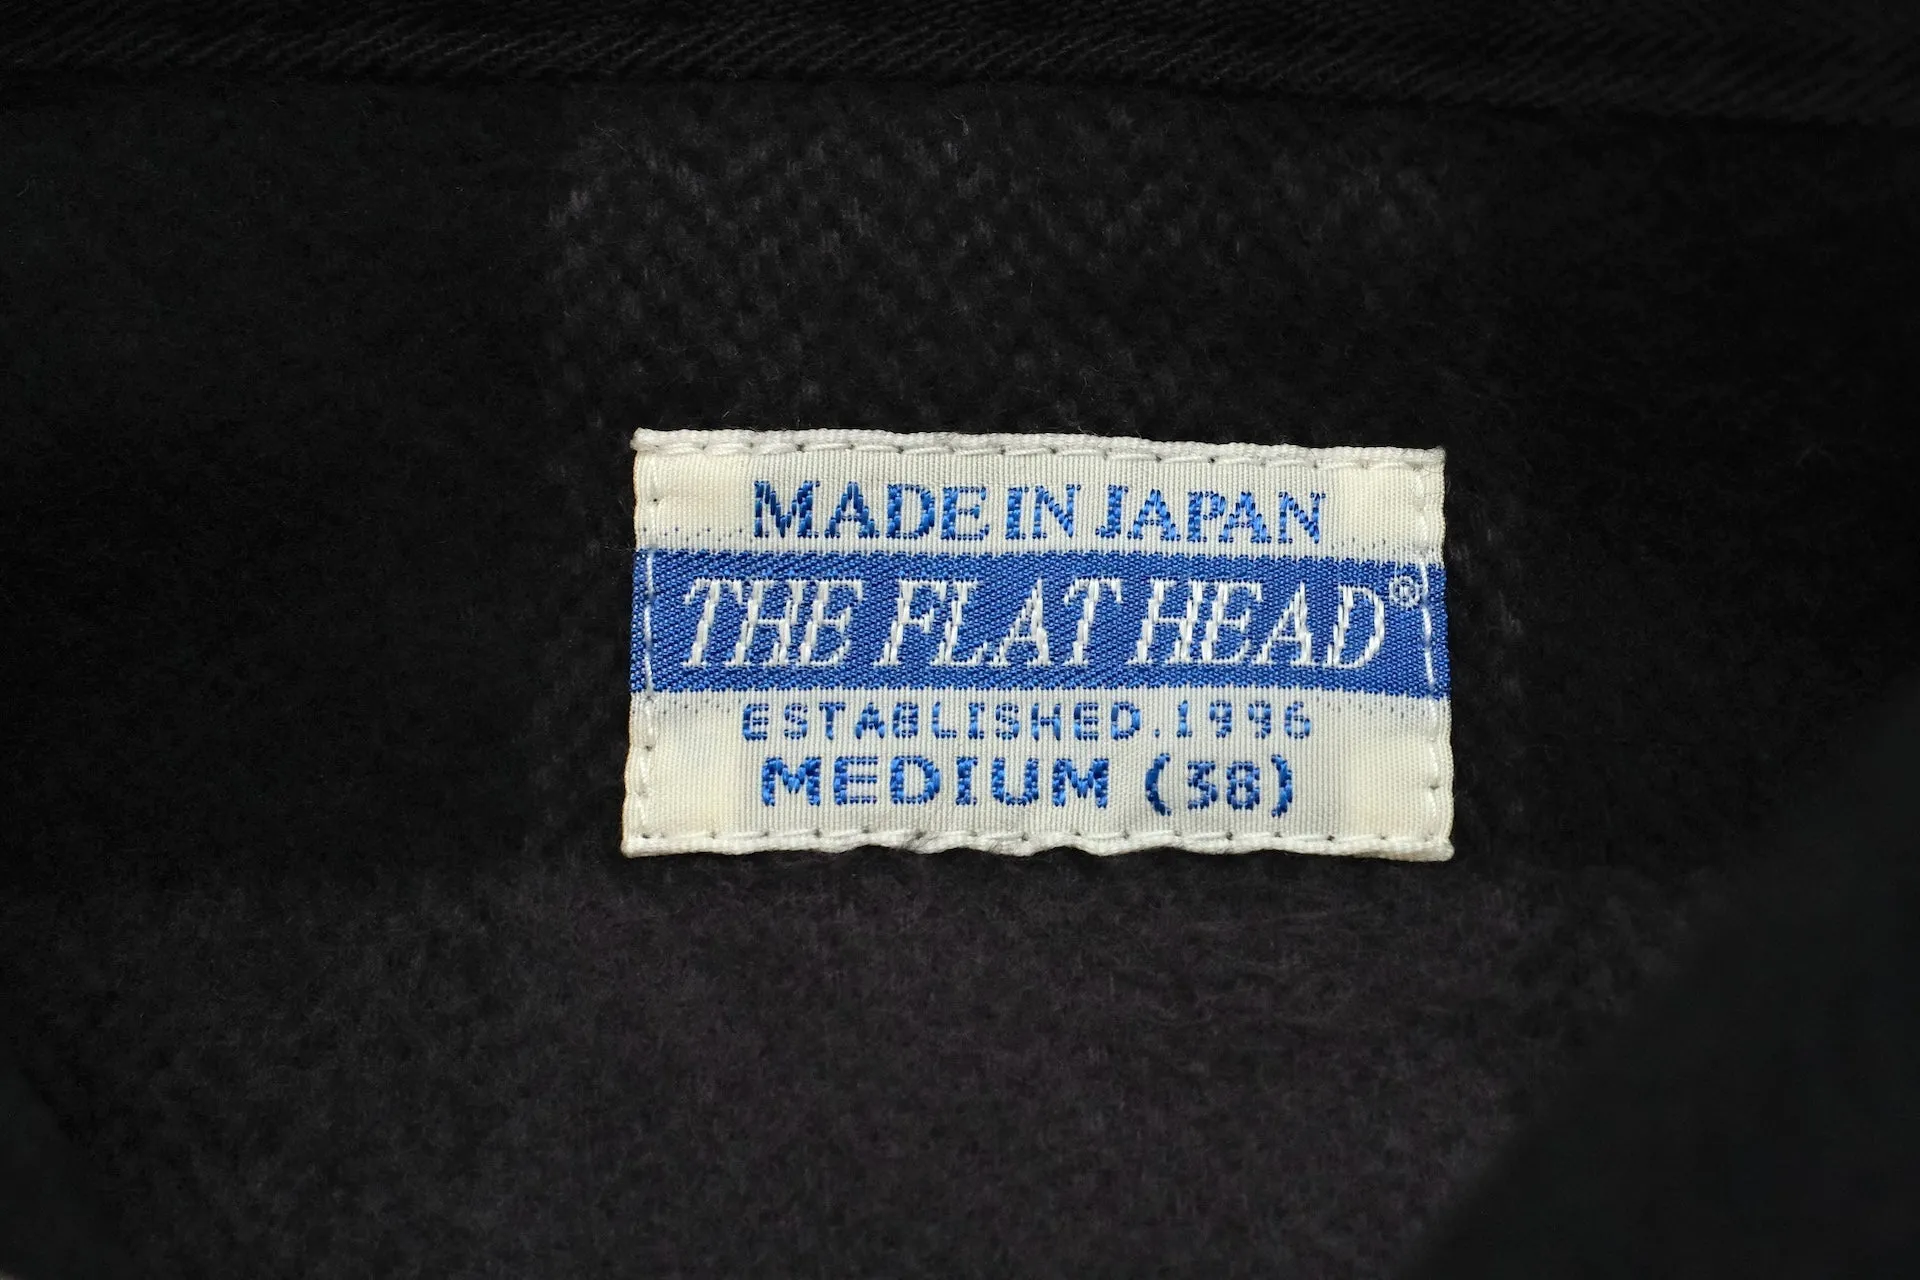 MADE IN JAPAN
THE FLAT HEAD®
ESTABLISHED.1996
MEDIUM (38)